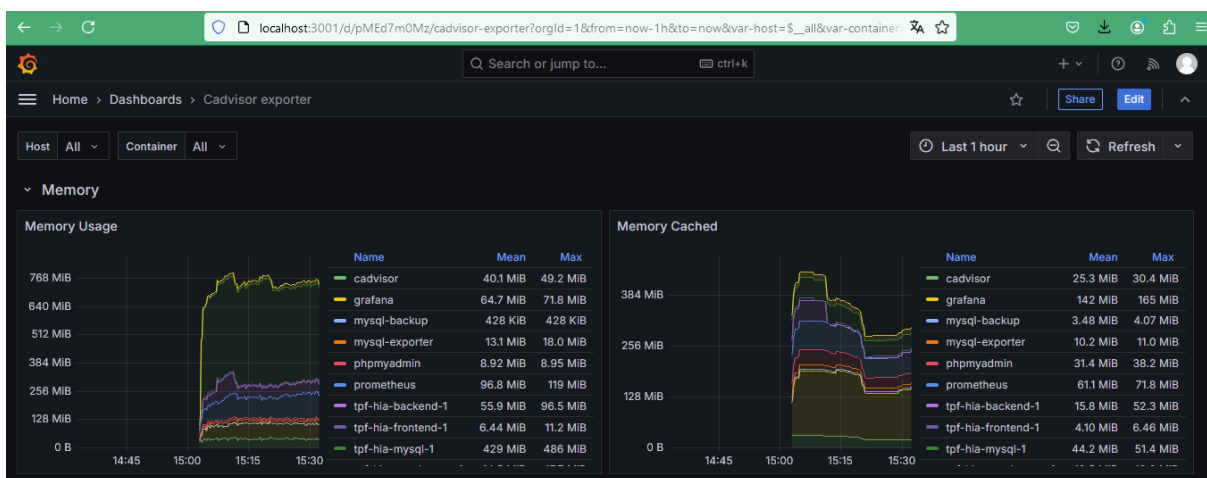 localhost:3001/d/pMEd7m0Mz/cadvisor-exporter?orgId=1&from=now-1h&to=now&var-host=$__all&var-container
Search or jump to... ctrl+k
Home > Dashboards > Cadvisor exporter Share Edit
Host All Container All Last 1 hour Refresh
Memory
Memory Usage
768 MiB
640 MiB
512 MiB
384 MiB
256 MiB
128 MiB
0 B
14:45 15:00 15:15 15:30
Name Mean Max
cadvisor 40.1 MiB 49.2 MiB
grafana 64.7 MiB 71.8 MiB
mysql-backup 428 KiB 428 KiB
mysql-exporter 13.1 MiB 18.0 MiB
phpmyadmin 8.92 MiB 8.95 MiB
prometheus 96.8 MiB 119 MiB
tpf-hia-backend-1 55.9 MiB 96.5 MiB
tpf-hia-frontend-1 6.44 MiB 11.2 MiB
tpf-hia-mysql-1 429 MiB 486 MiB
Memory Cached
384 MiB
256 MiB
128 MiB
0 B
14:45 15:00 15:15 15:30
Name Mean Max
cadvisor 25.3 MiB 30.4 MiB
grafana 142 MiB 165 MiB
mysql-backup 3.48 MiB 4.07 MiB
mysql-exporter 10.2 MiB 11.0 MiB
phpmyadmin 31.4 MiB 38.2 MiB
prometheus 61.1 MiB 71.8 MiB
tpf-hia-backend-1 15.8 MiB 52.3 MiB
tpf-hia-frontend-1 4.10 MiB 6.46 MiB
tpf-hia-mysql-1 44.2 MiB 51.4 MiB